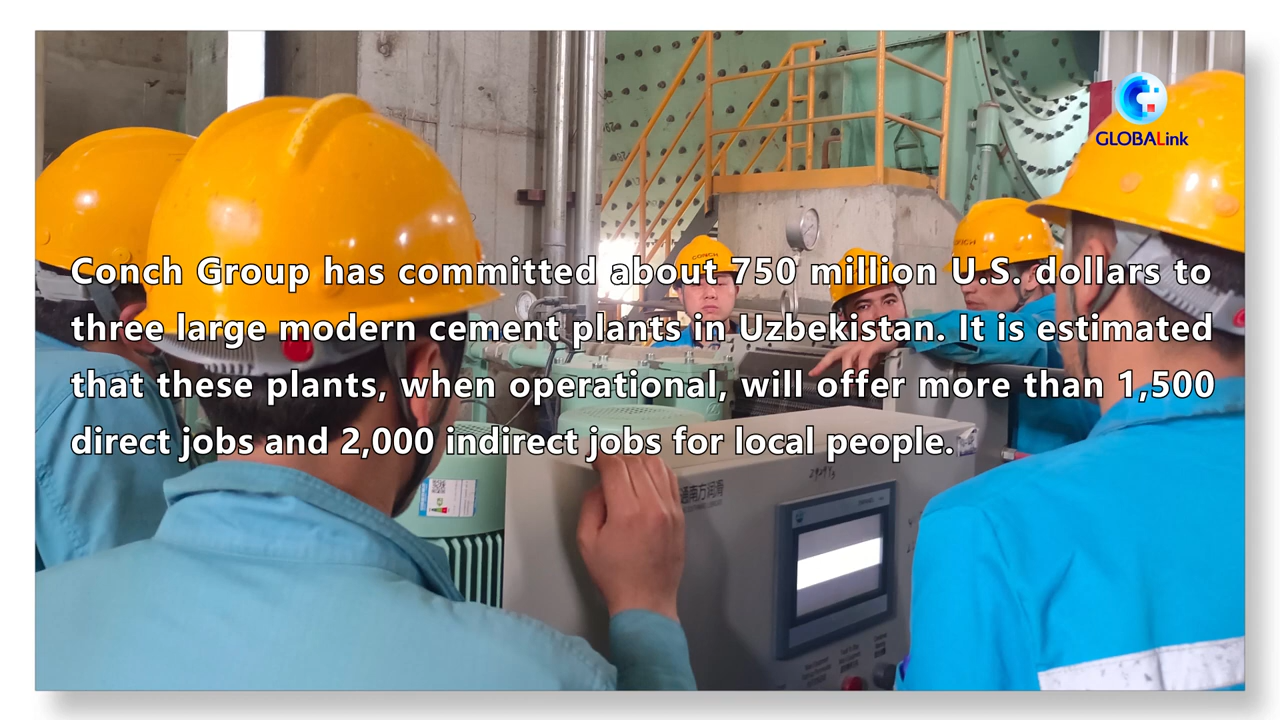 GLOBALink
CONCH
Conch Group has committed about 750 million U.S. dollars to
three large modern cement plants in Uzbekistan. It is estimated
that these plants, when operational, will offer more than 1,500
direct jobs and 2,000 indirect jobs for local people.